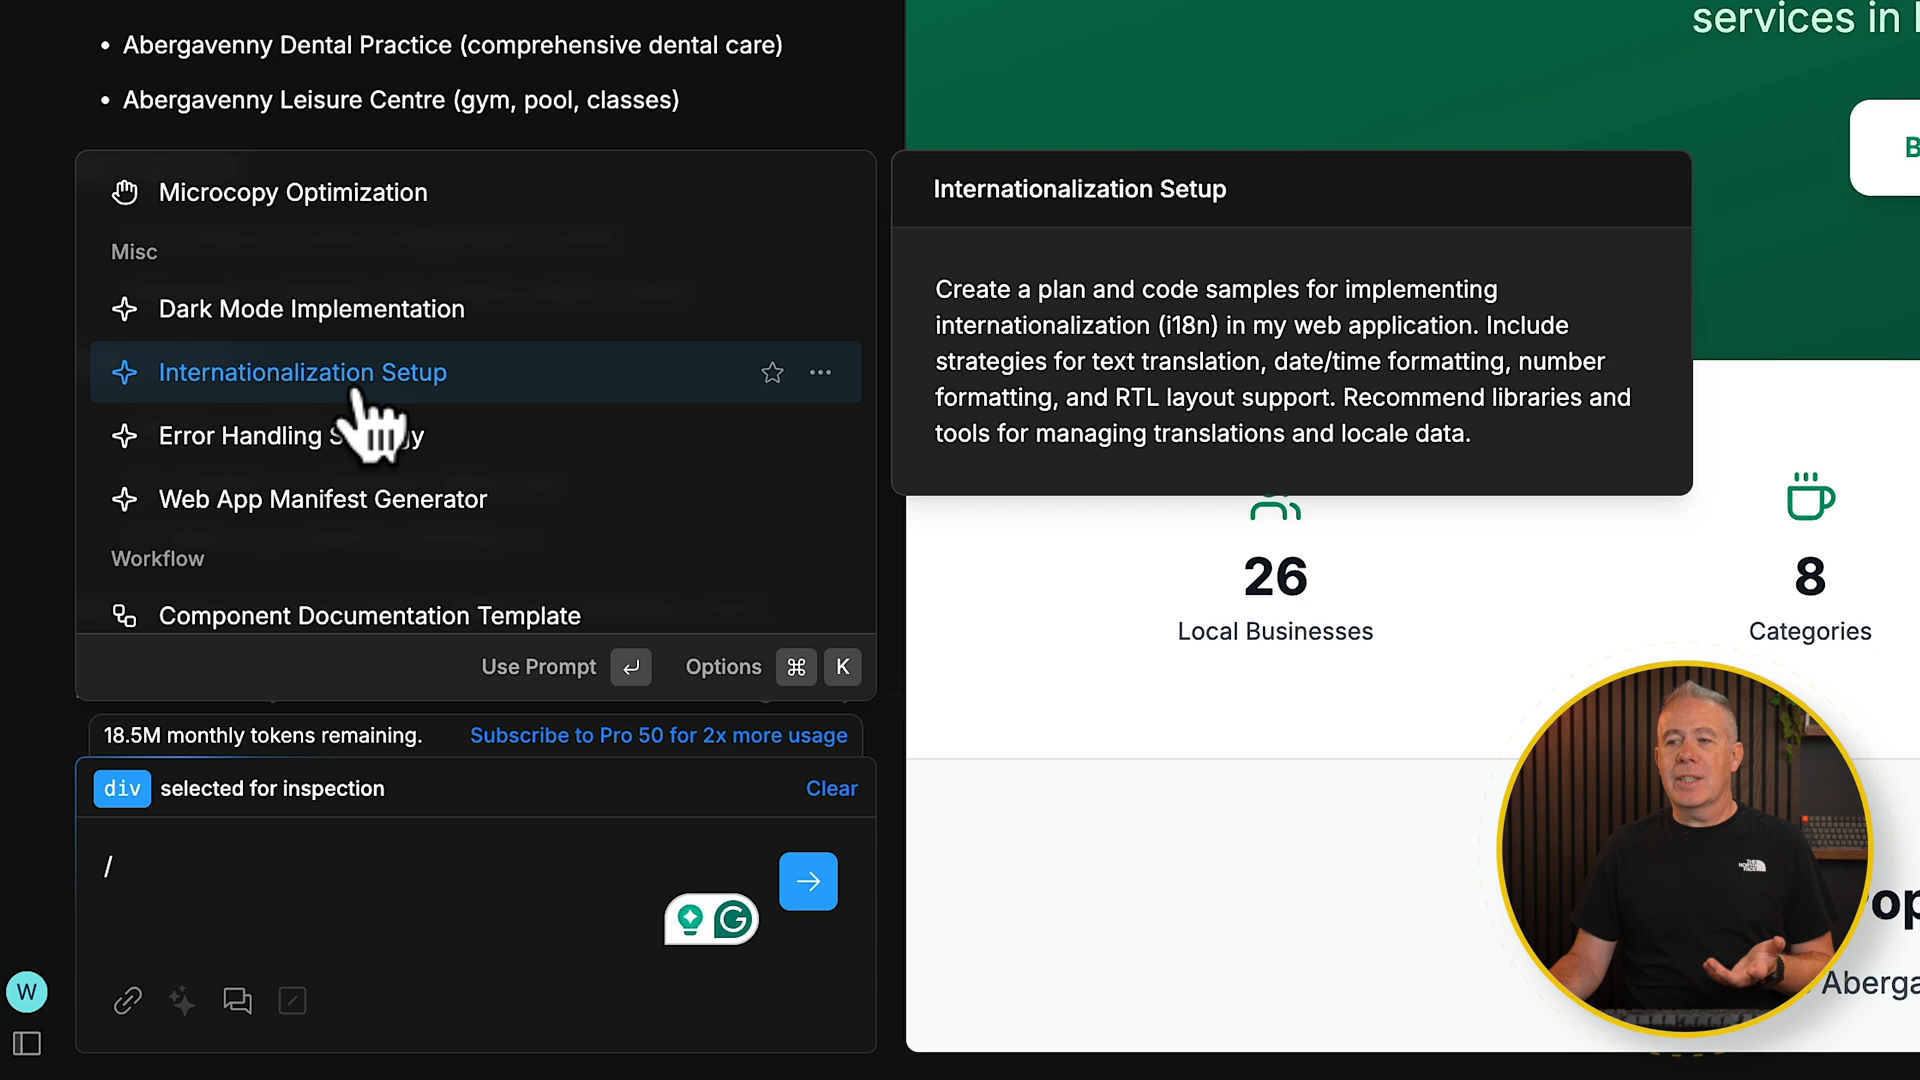 • Abergavenny Dental Practice (comprehensive dental care)
• Abergavenny Leisure Centre (gym, pool, classes)
Microcopy Optimization
Misc
Dark Mode Implementation
Internationalization Setup
Error Handling
Web App Manifest Generator
Workflow
Component Documentation Template
Use Prompt
Options ⌘ K
18.5M monthly tokens remaining. Subscribe to Pro 50 for 2x more usage
div selected for inspection Clear
/
W
services in
B
Internationalization Setup
Create a plan and code samples for implementing
internationalization (i18n) in my web application. Include
strategies for text translation, date/time formatting, number
formatting, and RTL layout support. Recommend libraries and
tools for managing translations and locale data.
26
Local Businesses
8
Categories
THE NORTH FACE
op
Aberga